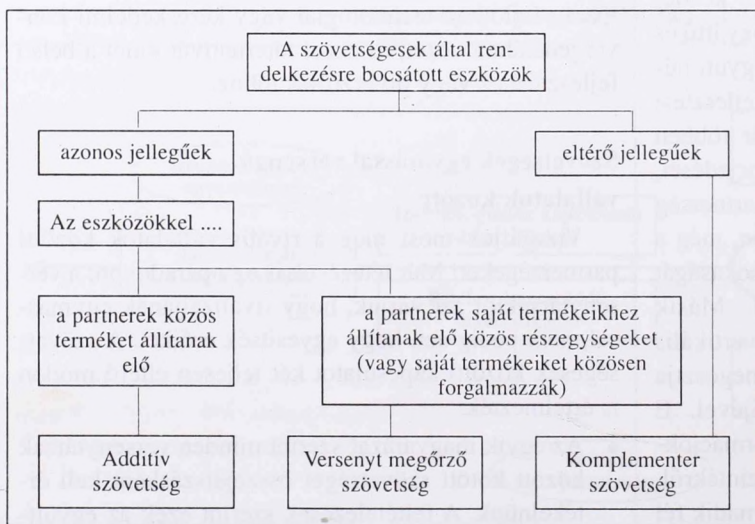 A szövetségesek által ren-
delkezésre bocsátott eszközök
azonos jellegűek
eltérő jellegűek
Az eszközökkel ....
a partnerek közös
terméket állítanak
elő
a partnerek saját termékeikhez
állítanak elő közös részegységeket
(vagy saját termékeiket közösen
forgalmazzák)
Additív
szövetség
Versenyt megőrző
szövetség
Komplementer
szövetség